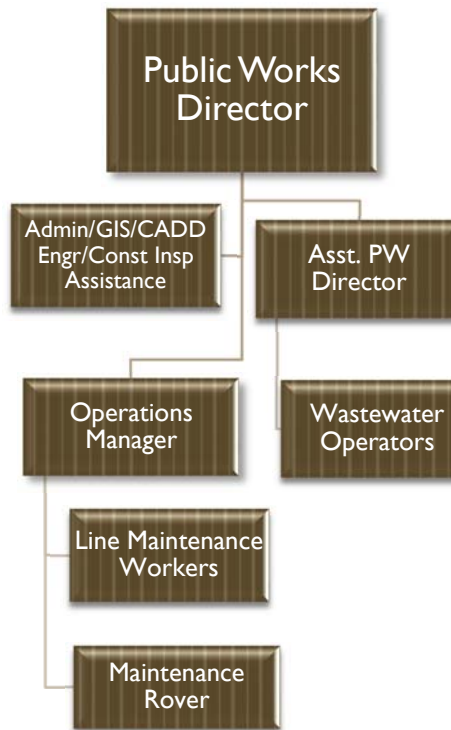 Public Works
Director
Admin/GIS/CADD
Engr/Const Insp
Assistance
Asst. PW
Director
Operations
Manager
Wastewater
Operators
Line Maintenance
Workers
Maintenance
Rover